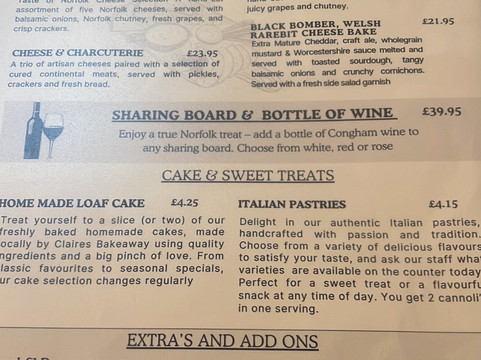 Taste of Norfolk Cheese Selection A
assortment of five Norfolk cheeses, served with
balsamic onions, Norfolk chutney, fresh grapes, and
crisp crackers.
CHEESE & CHARCUTERIE £23.95
A trio of artisan cheeses paired with a selection of
cured continental meats, served with pickles,
crackers and fresh bread.
juicy grapes and chutney.
BLACK BOMBER, WELSH £21.95
RAREBIT CHEESE BAKE
Extra Mature Cheddar, craft ale, wholegrain
mustard & Worcestershire sauce melted and
served with toasted sourdough, tangy
balsamic onions and crunchy cornichons.
Served with a fresh side salad garnish
SHARING BOARD & BOTTLE OF WINE £39.95
Enjoy a true Norfolk treat – add a bottle of Congham wine to
any sharing board. Choose from white, red or rose
CAKE & SWEET TREATS
HOME MADE LOAF CAKE £4.25
Treat yourself to a slice (or two) of our
freshly baked homemade cakes, made
locally by Claires Bakeaway using quality
ingredients and a big pinch of love. From
classic favourites to seasonal specials,
ur cake selection changes regularly
ITALIAN PASTRIES £4.15
Delight in our authentic Italian pastries,
handcrafted with passion and tradition.
Choose from a variety of delicious flavours
to satisfy your taste, and ask our staff what
varieties are available on the counter today
Perfect for a sweet treat or a flavourfu
snack at any time of day. You get 2 cannoli'
in one serving.
EXTRA'S AND ADD ONS